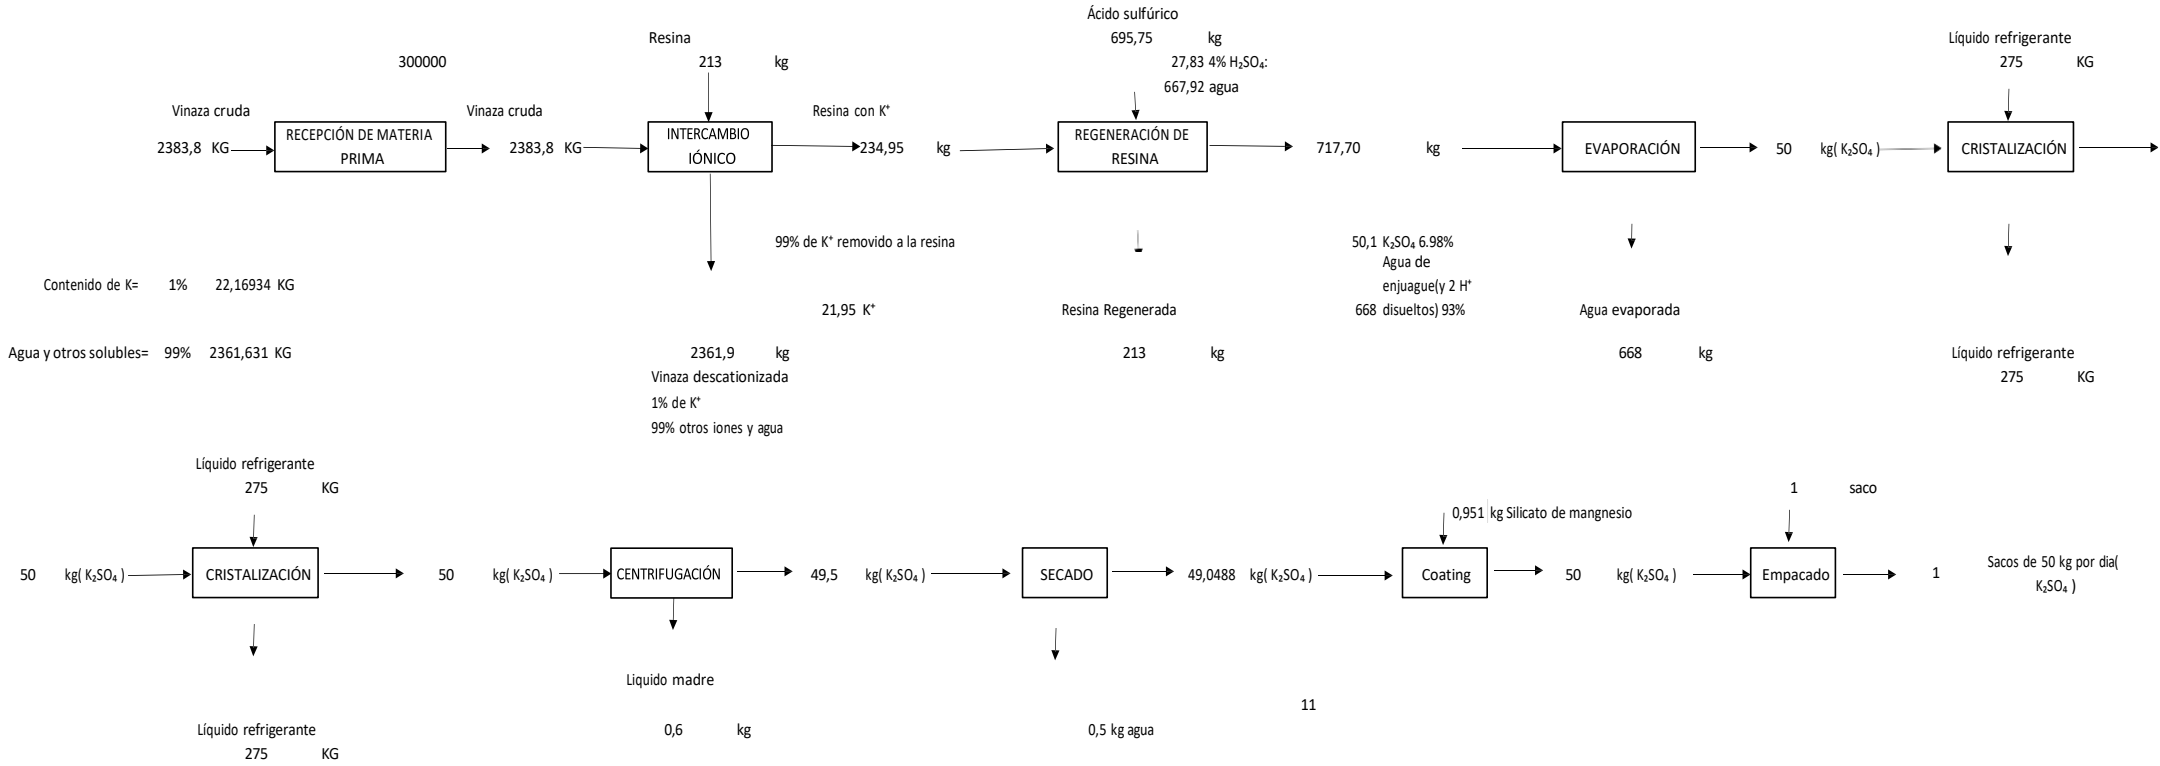 Ácido sulfúrico
695,75 kg
27,83 4% H₂SO₄:
667,92 agua
Resina
213 kg
300000
Líquido refrigerante
275 KG
Vinaza cruda
2383,8 KG
RECEPCIÓN DE MATERIA
PRIMA
Vinaza cruda
2383,8 KG
INTERCAMBIO
IÓNICO
Resina con K⁺
234,95 kg
REGENERACIÓN DE
RESINA
717,70 kg
EVAPORACIÓN
50 kg( K₂SO₄ )
CRISTALIZACIÓN
99% de K⁺ removido a la resina
21,95 K⁺
50,1 K₂SO₄ 6.98%
Agua de
enjuague(y 2 H⁺
668 disueltos) 93%
Contenido de K= 1% 22,16934 KG
Agua y otros solubles= 99% 2361,631 KG
2361,9 kg
Vinaza descationizada
1% de K⁺
99% otros iones y agua
Resina Regenerada
213 kg
Agua evaporada
668 kg
Líquido refrigerante
275 KG
Líquido refrigerante
275 KG
50 kg( K₂SO₄ )
CRISTALIZACIÓN
50 kg( K₂SO₄ )
CENTRIFUGACIÓN
49,5 kg( K₂SO₄ )
SECADO
49,0488 kg( K₂SO₄ )
0,951 kg Silicato de mangnesio
Coating
50 kg( K₂SO₄ )
1 saco
Empacado
1 Sacos de 50 kg por dia(
K₂SO₄ )
Líquido refrigerante
275 KG
Liquido madre
0,6 kg
0,5 kg agua
11